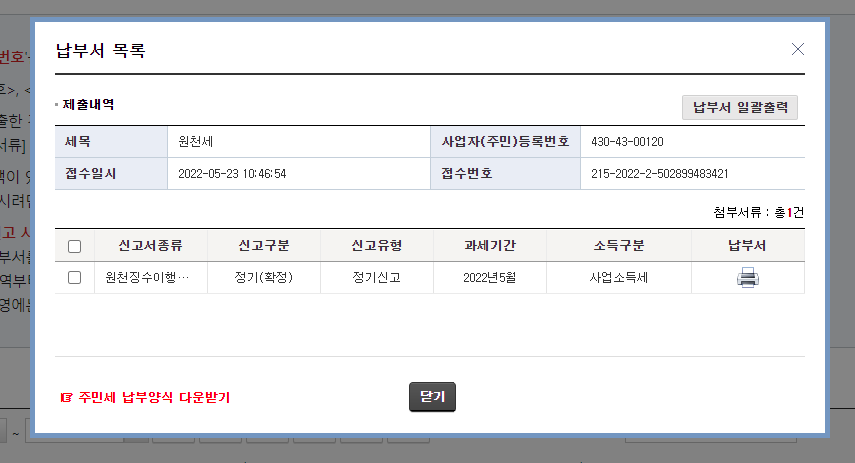 납부서 목록
제출내역
납부서 일괄출력
세목 원천세 사업자(주민)등록번호 430-43-00120
접수일시 2022-05-23 10:46:54 접수번호 215-2022-2-502899483421
첨부서류 : 총1건
신고서종류 신고구분 신고유형 과세기간 소득구분 납부서
원천징수이행… 정기(확정) 정기신고 2022년5월 사업소득세
주민세 납부양식 다운받기
닫기
~